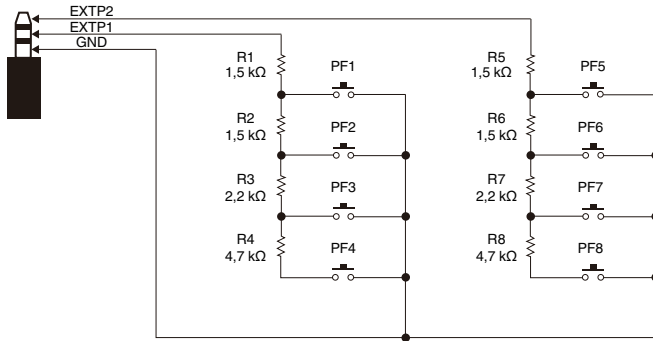 EXTP2
EXTP1
GND
R1
1,5 kΩ
PF1
R2
1,5 kΩ
PF2
R3
2,2 kΩ
PF3
R4
4,7 kΩ
PF4
R5
1,5 kΩ
PF5
R6
1,5 kΩ
PF6
R7
2,2 kΩ
PF7
R8
4,7 kΩ
PF8